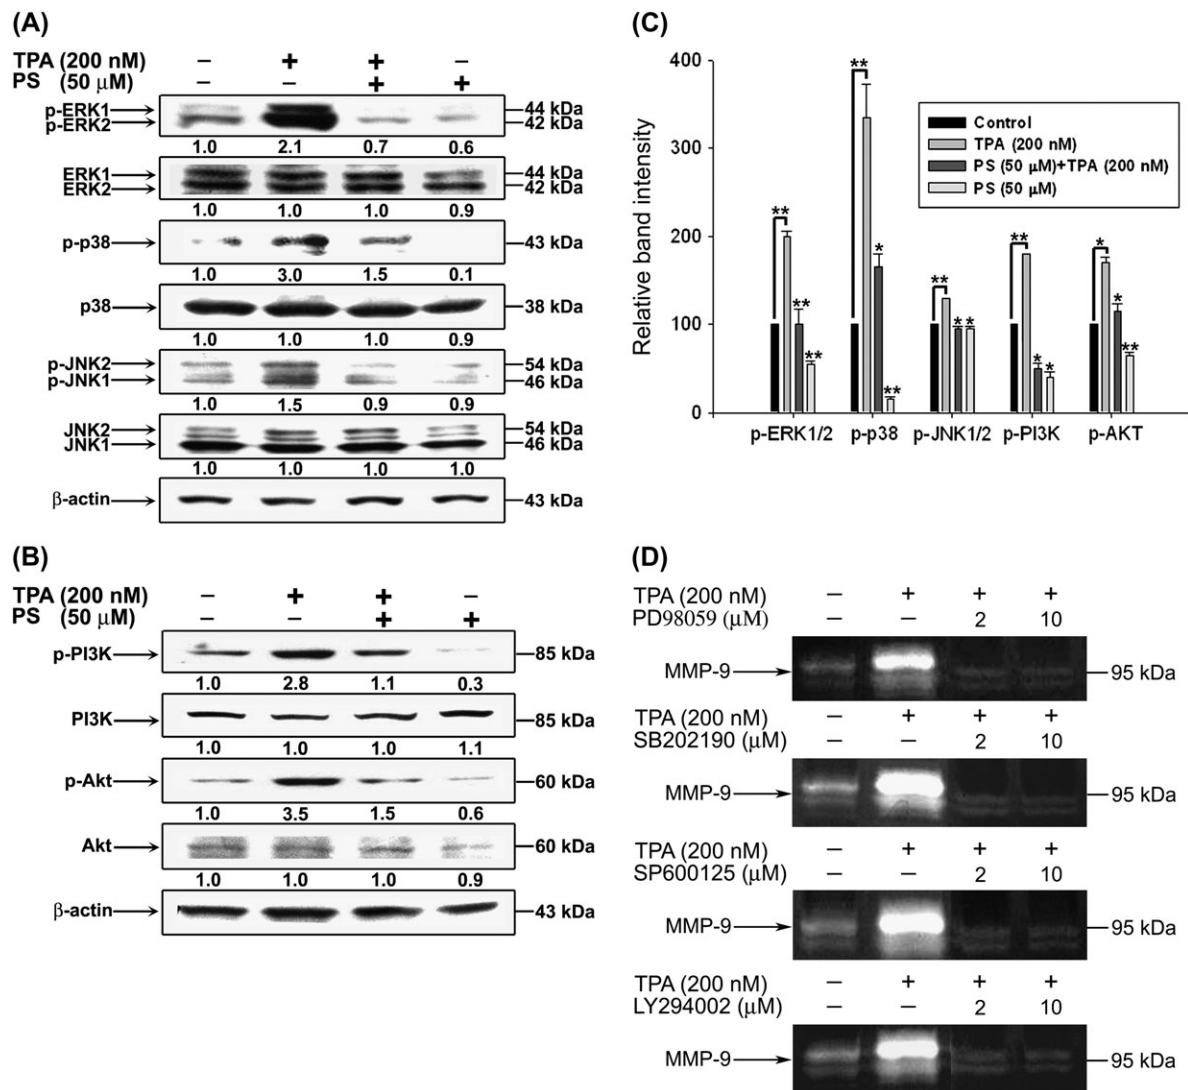 (A)
TPA (200 nM) – + + –
PS (50 μM) – – + +
p-ERK1 44 kDa
p-ERK2 42 kDa
1.0 2.1 0.7 0.6
ERK1 44 kDa
ERK2 42 kDa
1.0 1.0 1.0 0.9
p-p38 43 kDa
1.0 3.0 1.5 0.1
p38 38 kDa
1.0 1.0 1.0 0.9
p-JNK2 54 kDa
p-JNK1 46 kDa
1.0 1.5 0.9 0.9
JNK2 54 kDa
JNK1 46 kDa
1.0 1.0 1.0 1.0
β-actin 43 kDa
(B)
TPA (200 nM) – + + –
PS (50 μM) – – + +
p-PI3K 85 kDa
1.0 2.8 1.1 0.3
PI3K 85 kDa
1.0 1.0 1.0 1.1
p-Akt 60 kDa
1.0 3.5 1.5 0.6
Akt 60 kDa
1.0 1.0 1.0 0.9
β-actin 43 kDa
(C)
Relative band intensity
400
300
200
100
0
** ** **
** * **
** * *
** * *
* * **
Control
TPA (200 nM)
PS (50 μM)+TPA (200 nM)
PS (50 μM)
p-ERK1/2 p-p38 p-JNK1/2 p-PI3K p-AKT
(D)
TPA (200 nM) – + + +
PD98059 (μM) – – 2 10
MMP-9 95 kDa
TPA (200 nM) – + + +
SB202190 (μM) – – 2 10
MMP-9 95 kDa
TPA (200 nM) – + + +
SP600125 (μM) – – 2 10
MMP-9 95 kDa
TPA (200 nM) – + + +
LY294002 (μM) – – 2 10
MMP-9 95 kDa